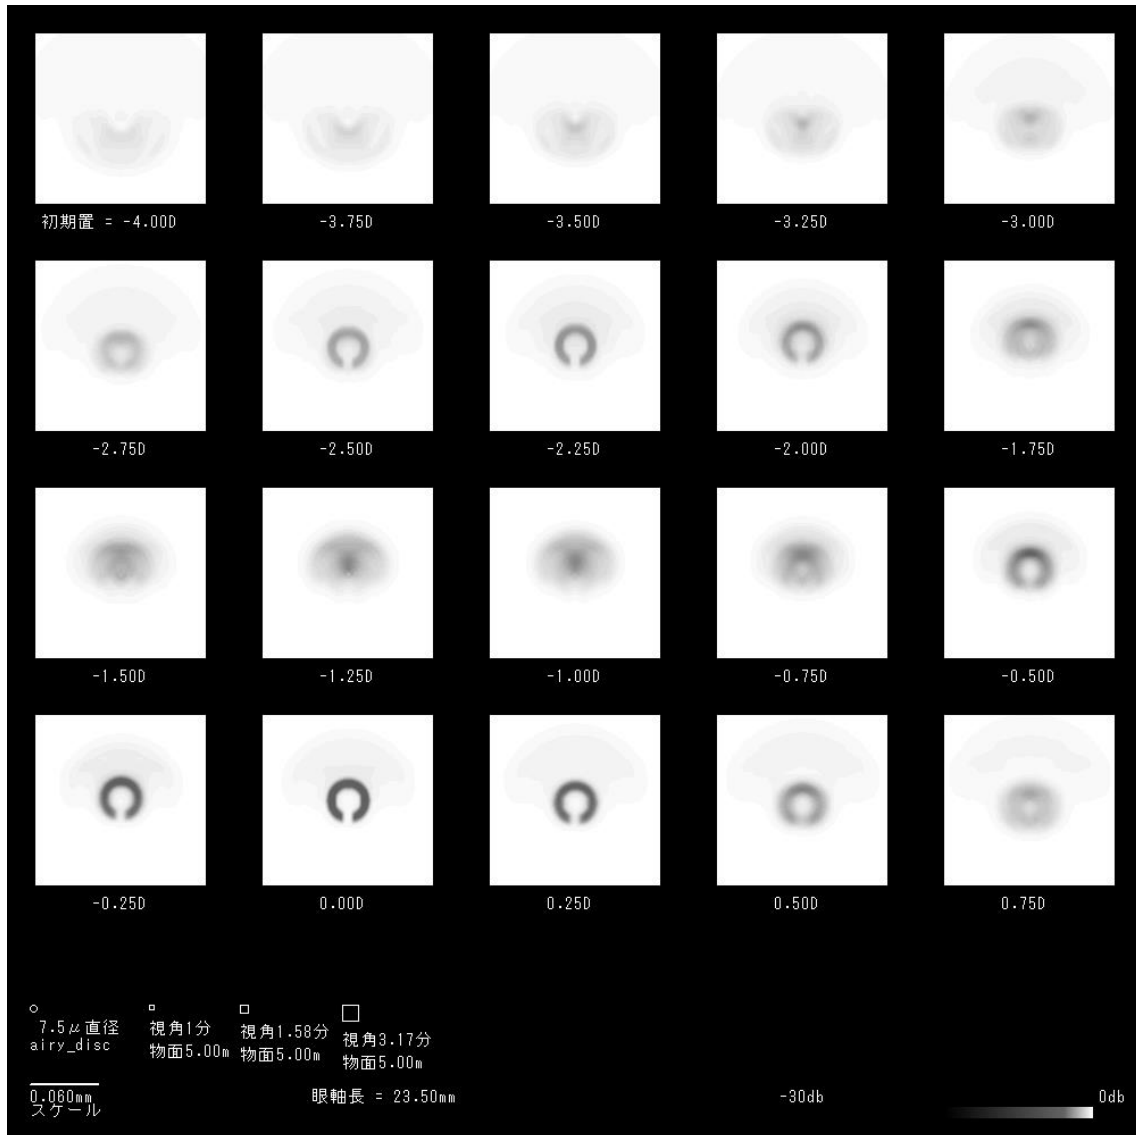 初期置 = -4.00D
-3.75D
-3.50D
-3.25D
-3.00D
-2.75D
-2.50D
-2.25D
-2.00D
-1.75D
-1.50D
-1.25D
-1.00D
-0.75D
-0.50D
-0.25D
0.00D
0.25D
0.50D
0.75D
7.5μ直径
airy_disc
視角1分
物面5.00m
視角1.58分
物面5.00m
視角3.17分
物面5.00m
0.060mm
スケール
眼軸長 = 23.50mm
-30db
0db